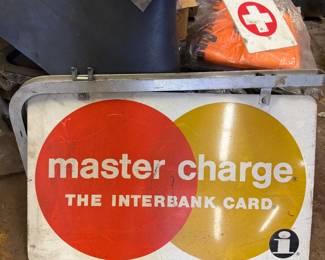 master charge
THE INTERBANK CARD
i